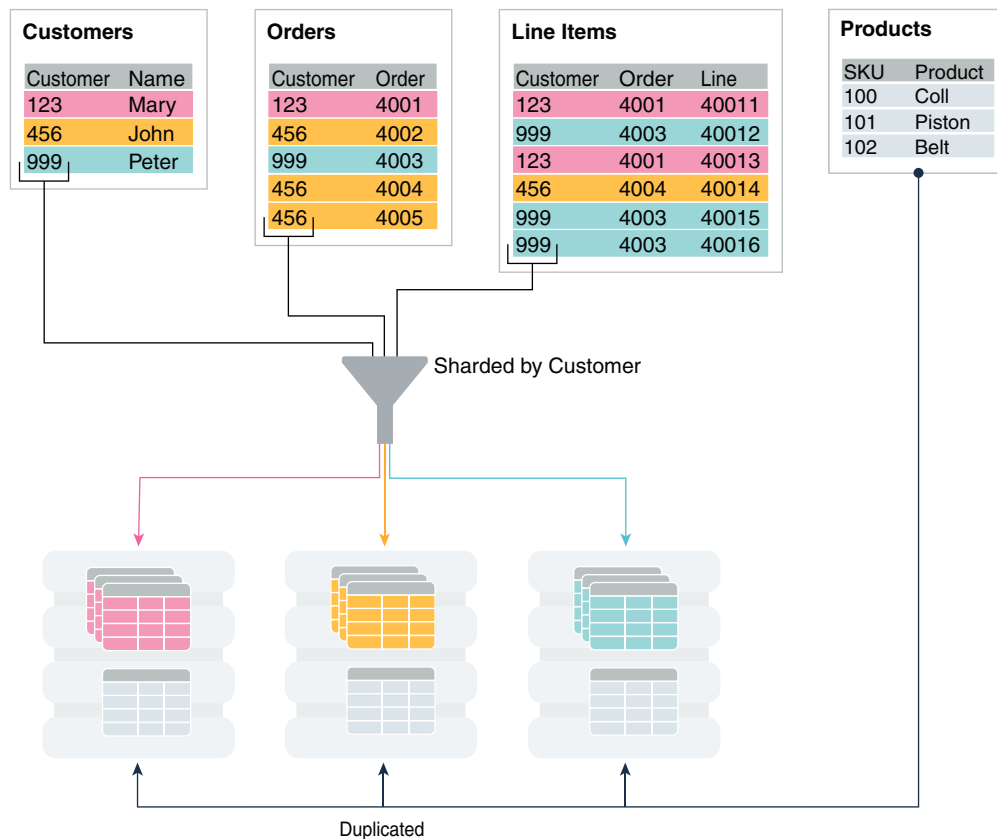 Customers
Customer Name
123 Mary
456 John
999 Peter
Orders
Customer Order
123 4001
456 4002
999 4003
456 4004
456 4005
Line Items
Customer Order Line
123 4001 40011
999 4003 40012
123 4001 40013
456 4004 40014
999 4003 40015
999 4003 40016
Products
SKU Product
100 Coll
101 Piston
102 Belt
Sharded by Customer
Duplicated